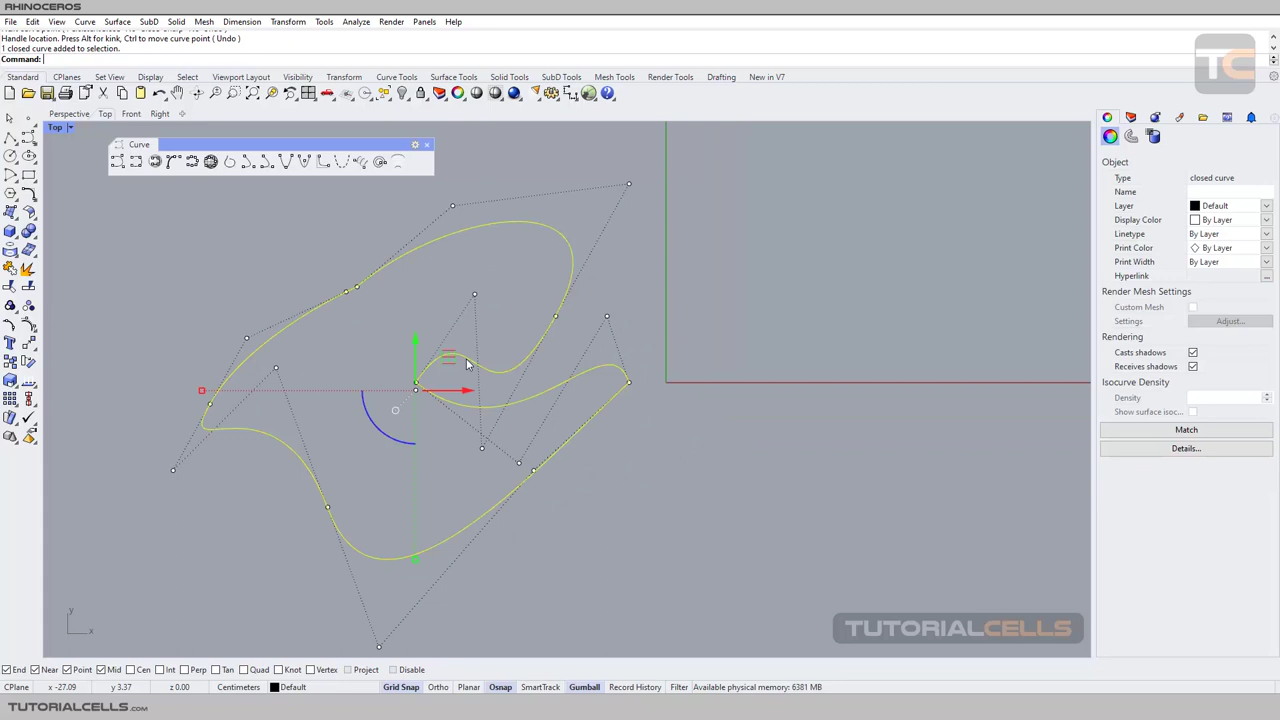 RHINOCEROS
File Edit View Curve Surface SubD Solid Mesh Dimension Transform Tools Analyze Render Panels Help
Handle location. Press Alt for kink, Ctrl to move curve point ( Undo )
1 closed curve added to selection.
Command:
TC
Standard CPlanes Set View Display Select Viewport Layout Visibility Transform Curve Tools Surface Tools Solid Tools SubD Tools Mesh Tools Render Tools Drafting New in V7
Perspective Top Front Right
Top
Curve
Object
Type closed curve
Name
Layer Default
Display Color By Layer
Linetype By Layer
Print Color By Layer
Print Width By Layer
Hyperlink ...
Render Mesh Settings
Custom Mesh
Settings Adjust...
Rendering
Casts shadows
Receives shadows
Isocurve Density
Density
Show surface isoc...
Match
Details...
y
x
TUTORIALCELLS
End Near Point Mid Cen Int Perp Tan Quad Knot Vertex Project Disable
CPlane x -27.09 y 3.37 z 0.00 Centimeters Default Grid Snap Ortho Planar Osnap SmartTrack Gumball Record History Filter Available physical memory: 6381 MB
TUTORIALCELLS.com